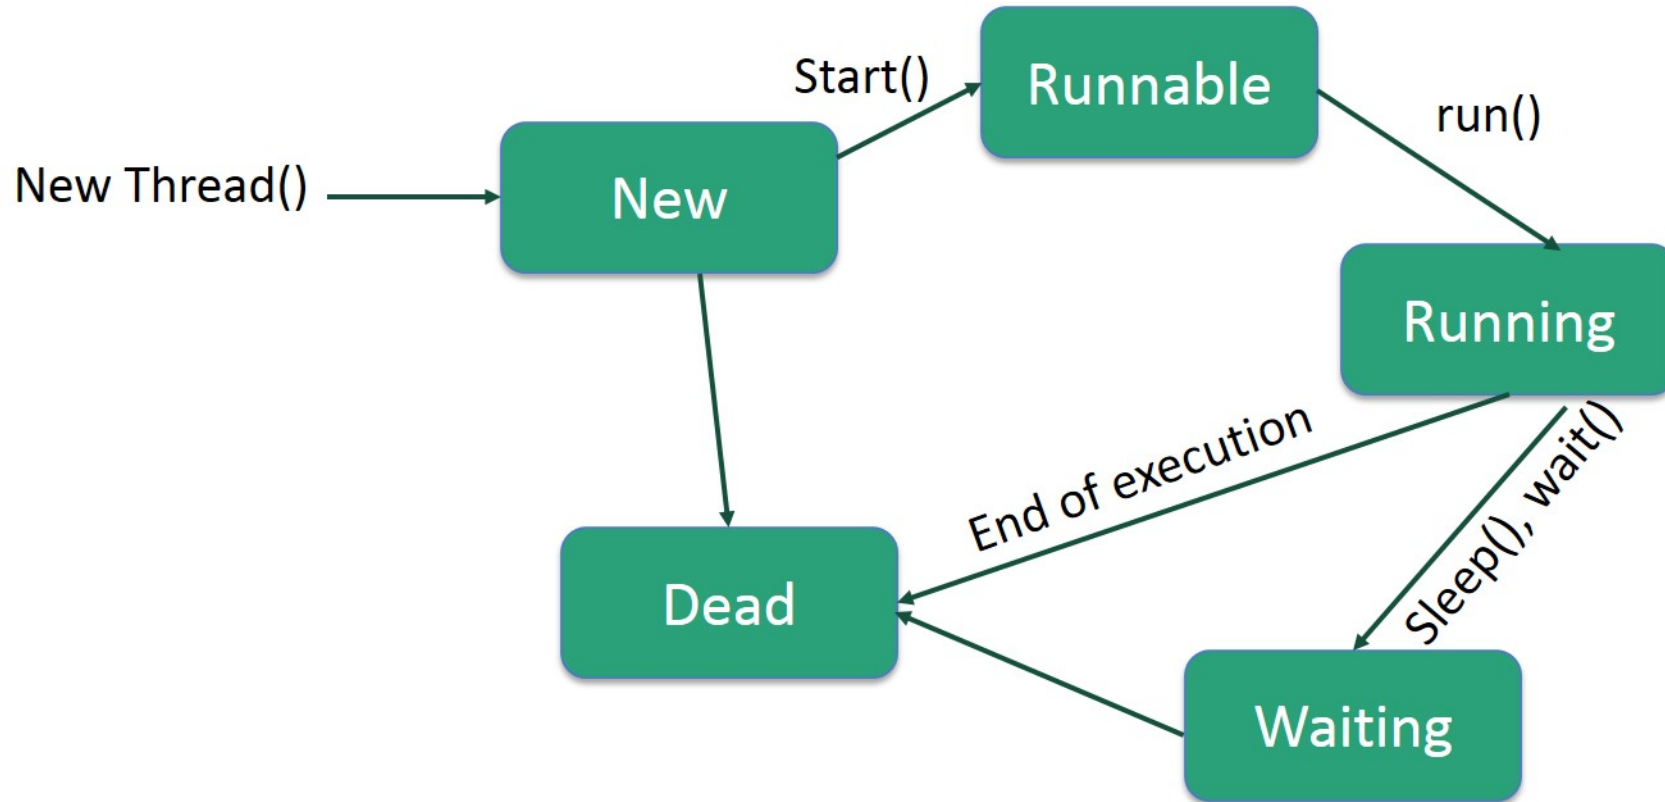 New Thread()
New
Start()
Runnable
run()
Running
End of execution
Sleep(), wait()
Dead
Waiting